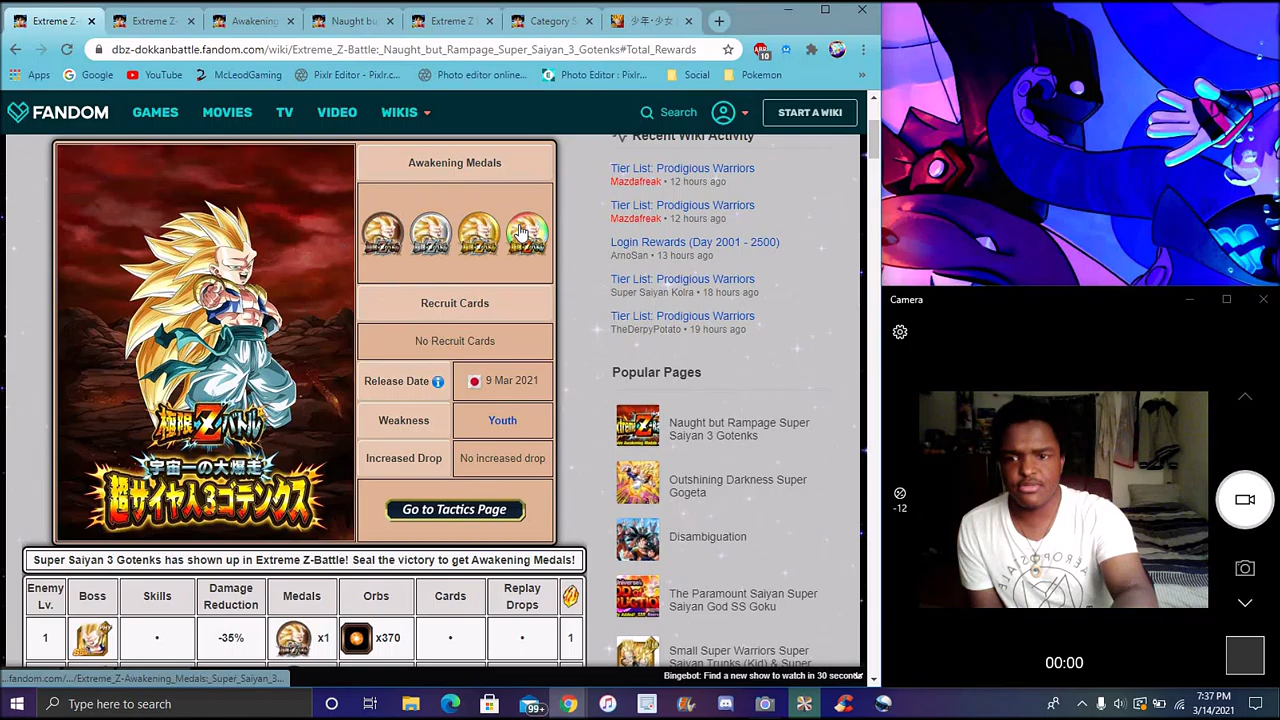 Extreme Z-
Extreme Z-
Awakening
Naught bu
Extreme Z
Category S
少年・少女
dbz-dokkanbattle.fandom.com/wiki/Extreme_Z-Battle:_Naught_but_Rampage_Super_Saiyan_3_Gotenks#Total_Rewards
ABP
10
Apps
Google
YouTube
McLeodGaming
Pixlr Editor - Pixlr.c...
Photo editor online...
Photo Editor : Pixlr...
Social
Pokemon
FANDOM
GAMES
MOVIES
TV
VIDEO
WIKIS
Search
START A WIKI
Awakening Medals
Recruit Cards
No Recruit Cards
Release Date
9 Mar 2021
Weakness
Youth
Increased Drop
No increased drop
Go to Tactics Page
極限Zバトル
宇宙一の大爆走
超サイヤ人3ゴテンクス
Super Saiyan 3 Gotenks has shown up in Extreme Z-Battle! Seal the victory to get Awakening Medals!
Enemy Lv.
Boss
Skills
Damage Reduction
Medals
Orbs
Cards
Replay Drops
1
-35%
x1
x370
1
Recent Wiki Activity
Tier List: Prodigious Warriors
Mazdafreak • 12 hours ago
Tier List: Prodigious Warriors
Mazdafreak • 12 hours ago
Login Rewards (Day 2001 - 2500)
ArnoSan • 13 hours ago
Tier List: Prodigious Warriors
Super Saiyan Kolra • 18 hours ago
Tier List: Prodigious Warriors
TheDerpyPotato • 19 hours ago
Popular Pages
Naught but Rampage Super
Saiyan 3 Gotenks
Outshining Darkness Super
Gogeta
Disambiguation
The Paramount Saiyan Super
Saiyan God SS Goku
Small Super Warriors Super
Saiyan Trunks (Kid) & Super
Bingebot: Find a new show to watch in 30 seconds
...fandom.com/.../Extreme_Z-Awakening_Medals:_Super_Saiyan_3...
Camera
-12
AEROPOSTA
00:00
Type here to search
99+
7:37 PM
3/14/2021